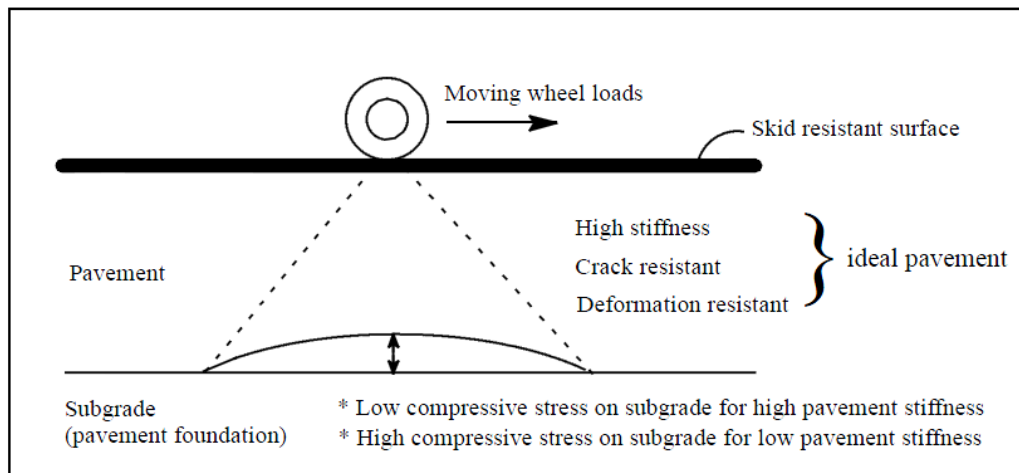 Moving wheel loads
Skid resistant surface
High stiffness
Pavement
Crack resistant
} ideal pavement
Deformation resistant
Subgrade
(pavement foundation)
* Low compressive stress on subgrade for high pavement stiffness
* High compressive stress on subgrade for low pavement stiffness